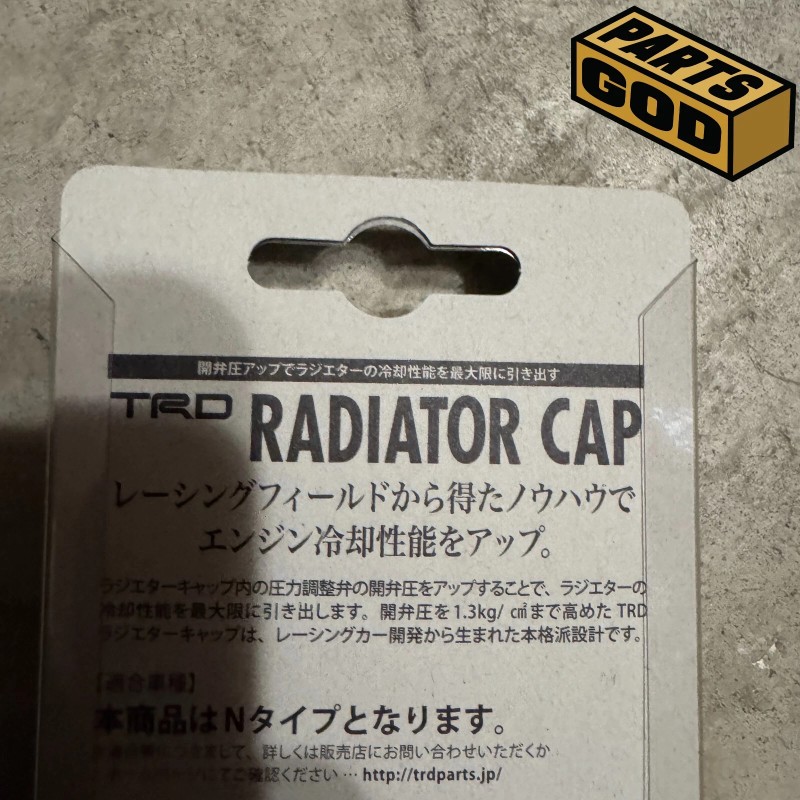 PARTS
GOD
開弁圧アップでラジエターの冷却性能を最大限に引き出す
TRD RADIATOR CAP
レーシングフィールドから得たノウハウで
エンジン冷却性能をアップ。
ラジエターキャップ内の圧力調整弁の開弁圧をアップすることで、ラジエターの
冷却性能を最大限に引き出します。開弁圧を1.3kg/㎠まで高めた TRD
ラジエターキャップは、レーシングカー開発から生まれた本格派設計です。
【適合車種】
本商品はNタイプとなります。
して、詳しくは販売店にお問い合わせいただくか
にてご確認ください … http://trdparts.jp/